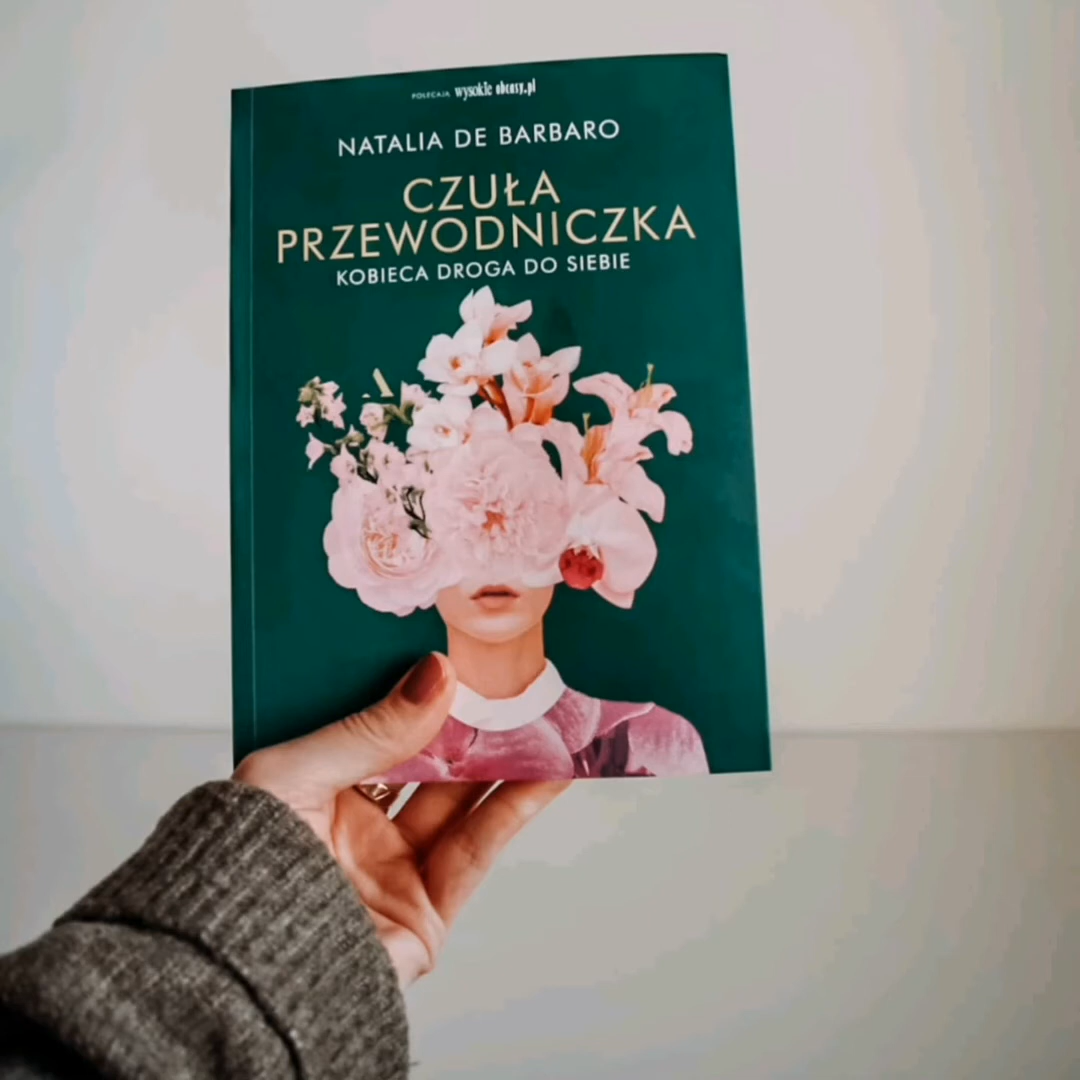 POLECAJĄ wysokie obcasy.pl
NATALIA DE BARBARO
CZUŁA
PRZEWODNICZKA
KOBIECA DROGA DO SIEBIE